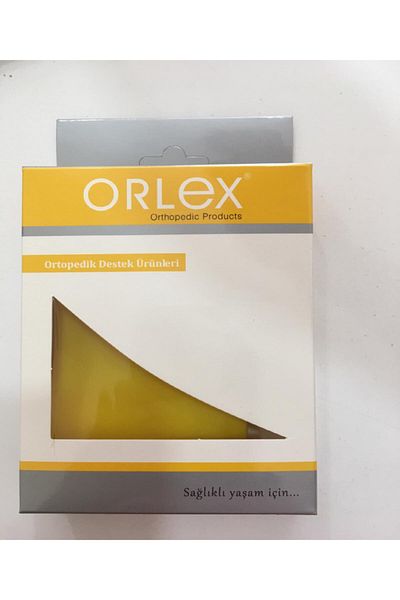 ORLEX®
Orthopedic Products
Ortopedik Destek Ürünleri
Sağlıklı yaşam için...